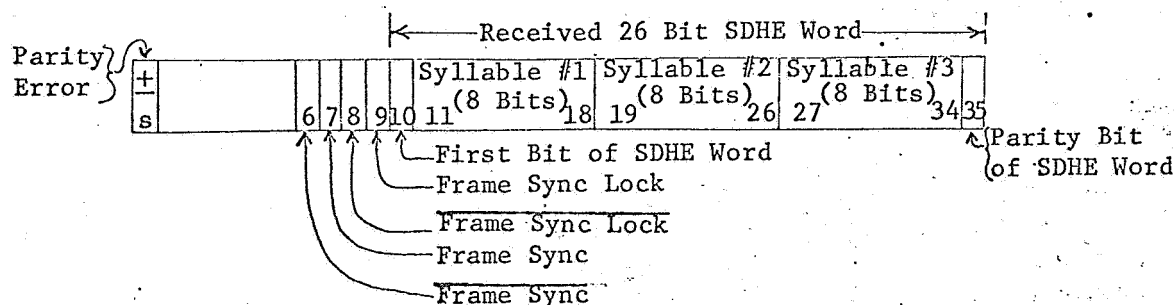 Received 26 Bit SDHE Word
Parity Error
+
s
Syllable #1 (8 Bits)
Syllable #2 (8 Bits)
Syllable #3 (8 Bits)
6 7 8 9 10 11 18 19 26 27 34 35
Parity Bit of SDHE Word
First Bit of SDHE Word
Frame Sync Lock
Frame Sync Lock
Frame Sync
Frame Sync